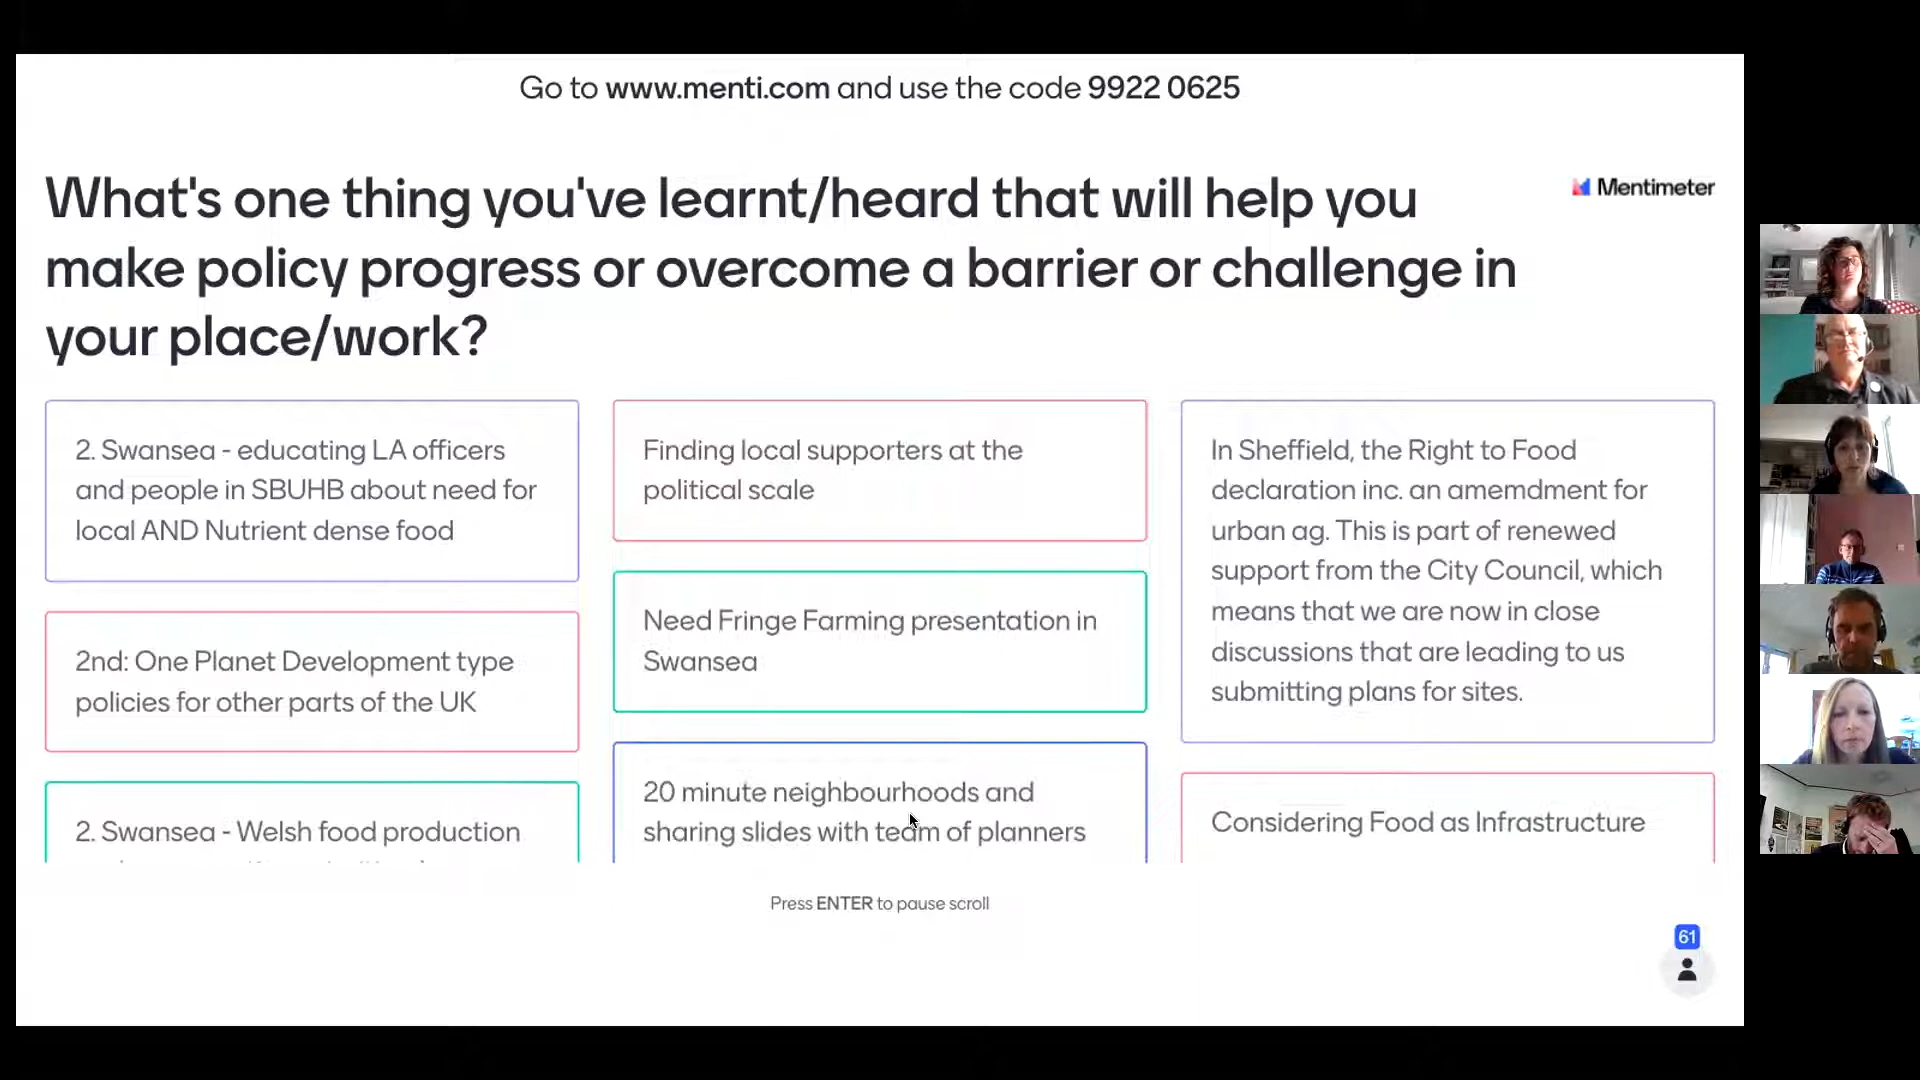 Go to www.menti.com and use the code 9922 0625
What's one thing you've learnt/heard that will help you
make policy progress or overcome a barrier or challenge in
your place/work?
Mentimeter
2. Swansea - educating LA officers
and people in SBUHB about need for
local AND Nutrient dense food
2nd: One Planet Development type
policies for other parts of the UK
2. Swansea - Welsh food production
Finding local supporters at the
political scale
Need Fringe Farming presentation in
Swansea
20 minute neighbourhoods and
sharing slides with team of planners
In Sheffield, the Right to Food
declaration inc. an amemdment for
urban ag. This is part of renewed
support from the City Council, which
means that we are now in close
discussions that are leading to us
submitting plans for sites.
Considering Food as Infrastructure
Press ENTER to pause scroll
61